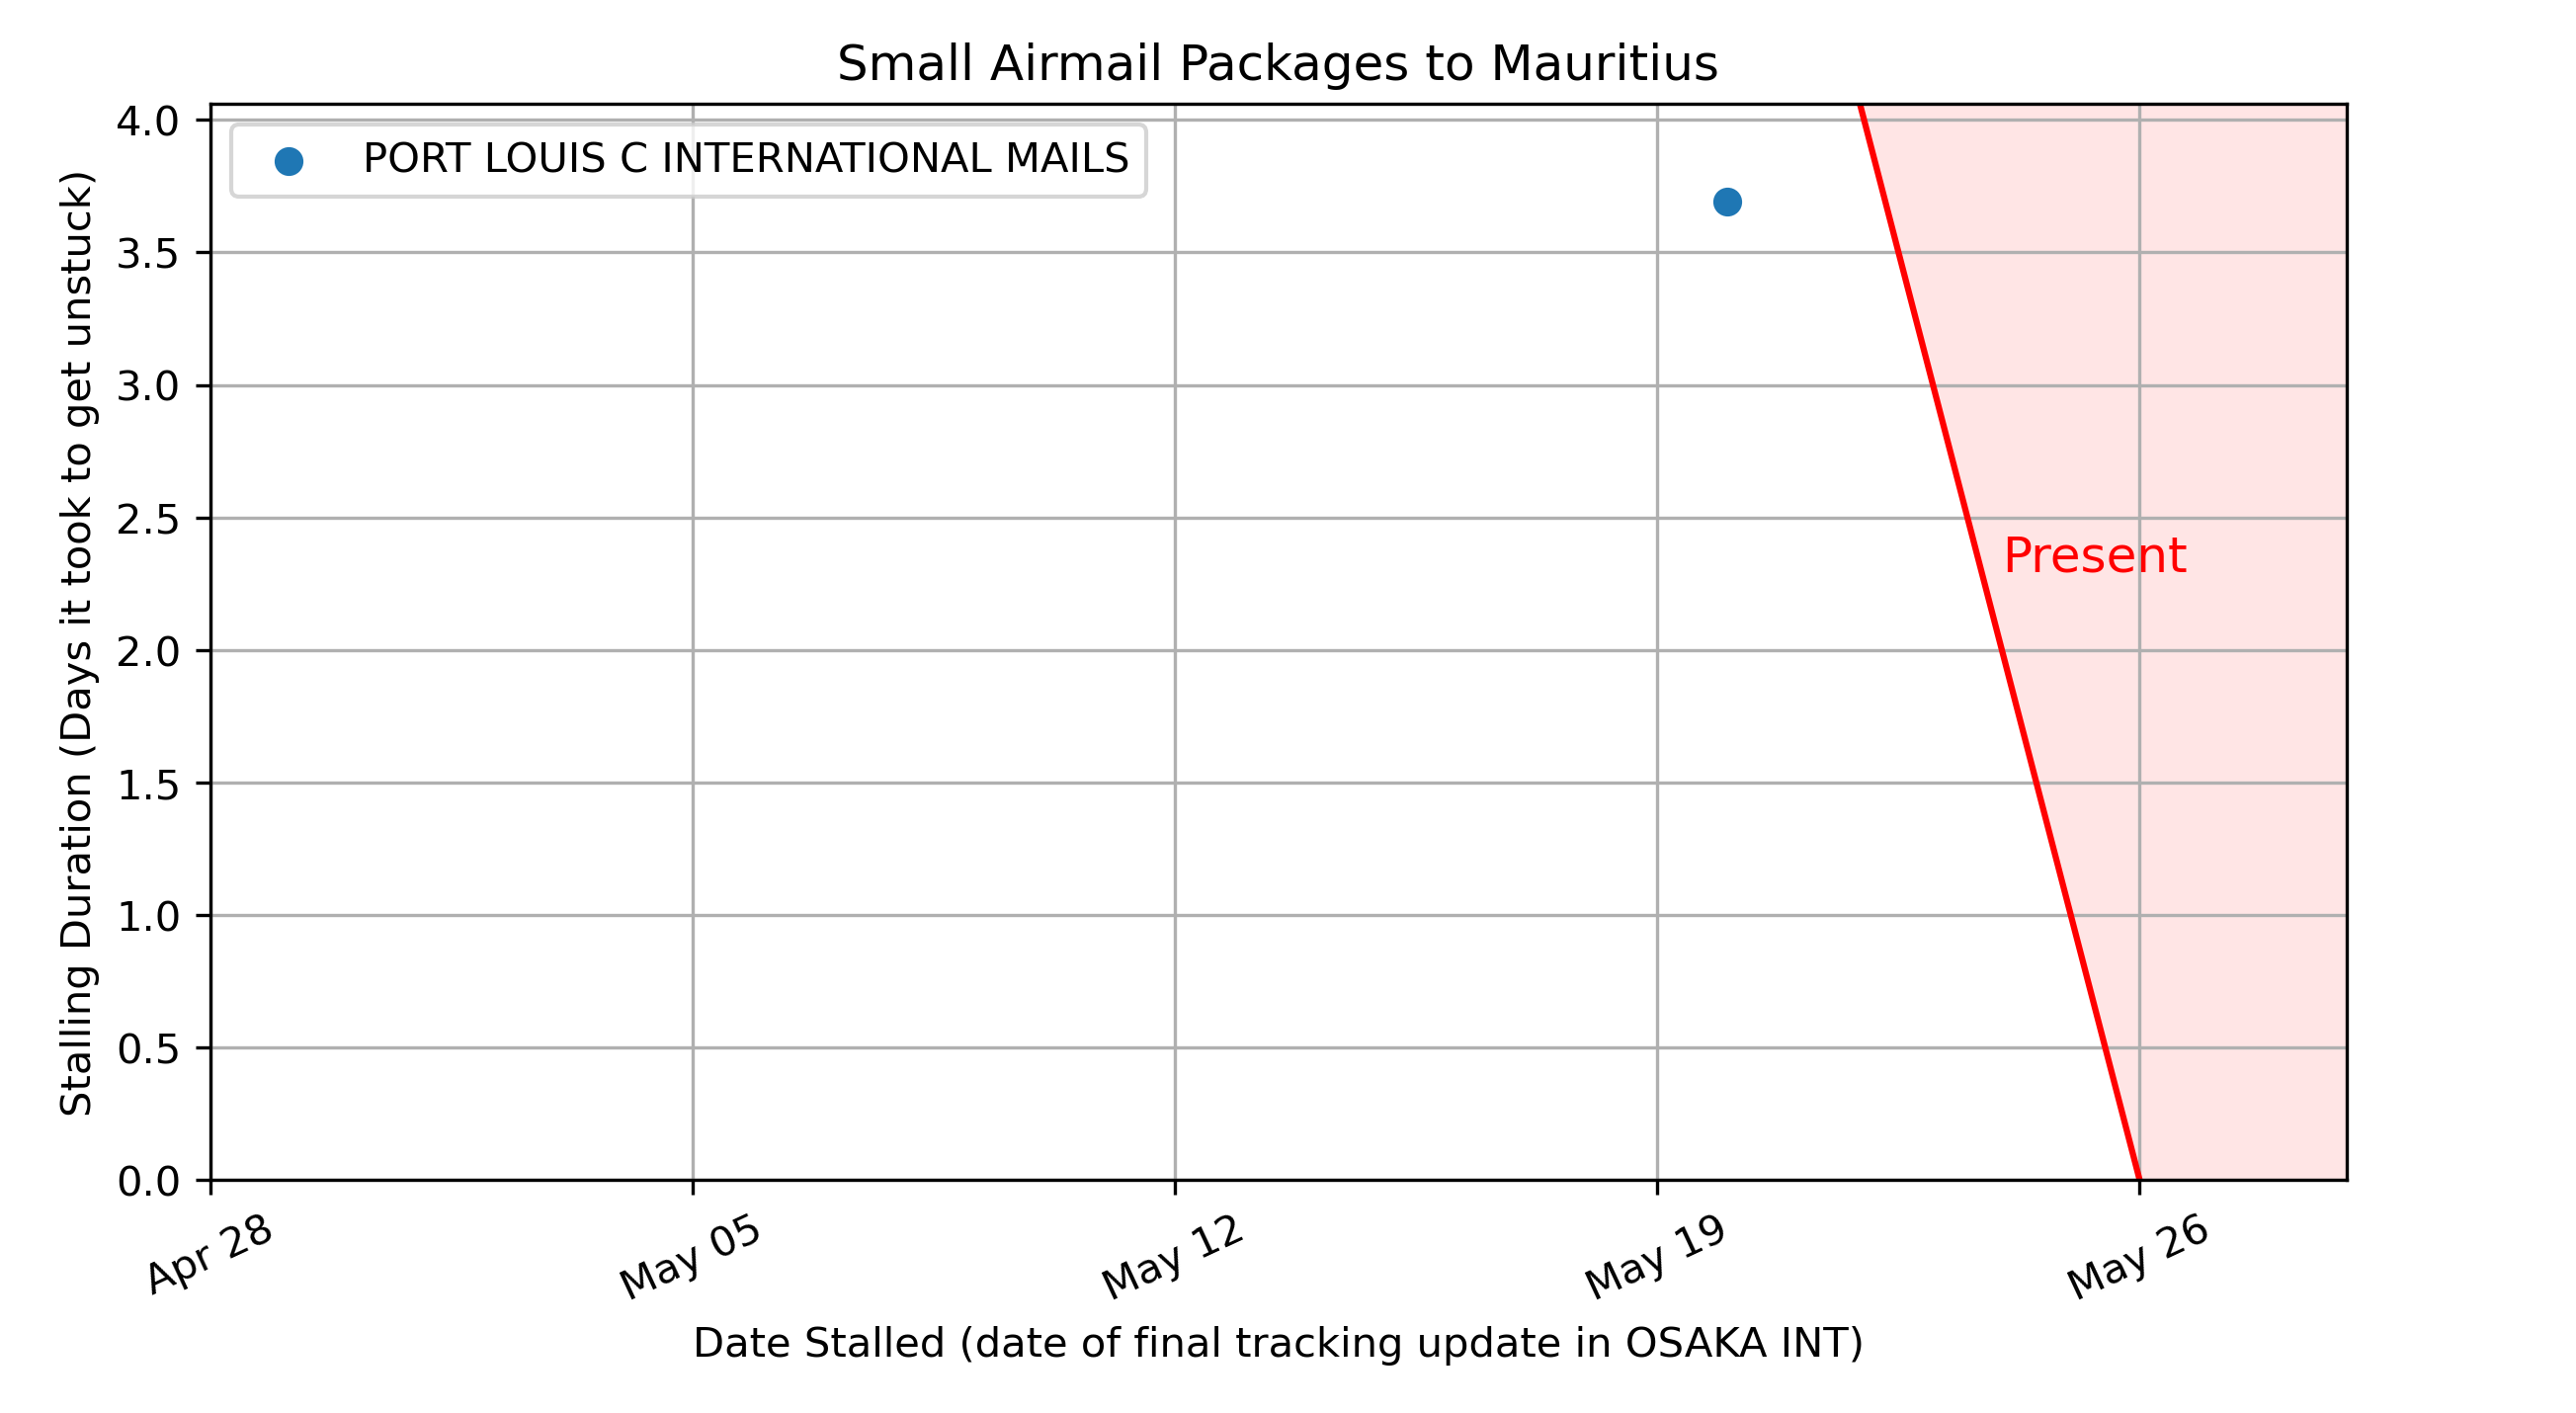 Small Airmail Packages to Mauritius
PORT LOUIS C INTERNATIONAL MAILS
Stalling Duration (Days it took to get unstuck)
4.0
3.5
3.0
2.5
2.0
1.5
1.0
0.5
0.0
Present
Apr 28
May 05
May 12
May 19
May 26
Date Stalled (date of final tracking update in OSAKA INT)